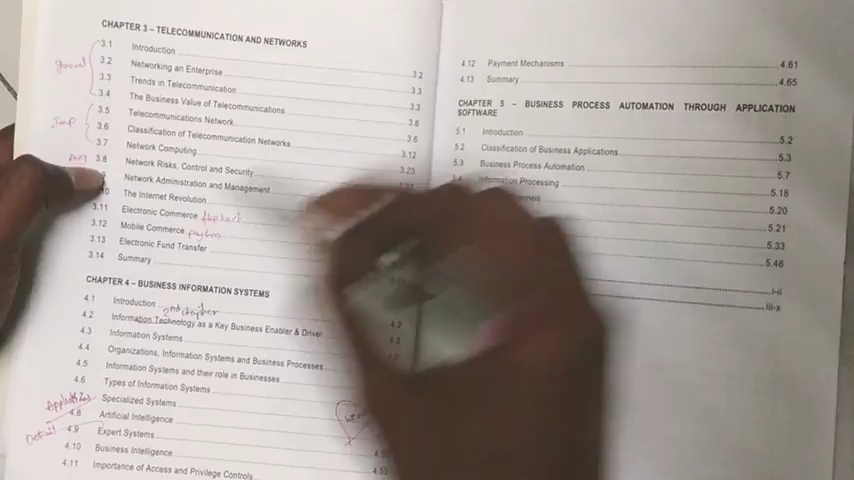 CHAPTER 3 – TELECOMMUNICATION AND NETWORKS
3.1 Introduction
3.2 Networking an Enterprise 3.2
3.3 Trends in Telecommunication 3.3
3.4 The Business Value of Telecommunications 3.3
3.5 Telecommunications Network 3.6
3.6 Classification of Telecommunication Networks 3.6
3.7 Network Computing 3.12
3.8 Network Risks, Control and Security 3.23
Network Administration and Management
The Internet Revolution
3.11 Electronic Commerce
3.12 Mobile Commerce
3.13 Electronic Fund Transfer
3.14 Summary
general
Imp
CHAPTER 4 – BUSINESS INFORMATION SYSTEMS
4.1 Introduction
2nd chapter
4.2 Information Technology as a Key Business Enabler & Driver 4.2
4.3 Information Systems 4.3
4.4 Organizations, Information Systems and Business Processes
4.5 Information Systems and their role in Businesses
4.6 Types of Information Systems
Specialized Systems
4.8 Artificial Intelligence
4.9 Expert Systems
4.10 Business Intelligence
4.11 Importance of Access and Privilege Controls 4.53
Detail
4.12 Payment Mechanisms 4.61
4.13 Summary 4.65
CHAPTER 5 – BUSINESS PROCESS AUTOMATION THROUGH APPLICATION
SOFTWARE
5.1 Introduction 5.2
5.2 Classification of Business Applications 5.3
5.3 Business Process Automation 5.7
Information Processing 5.18
5.20
5.21
5.33
5.46
i-ii
iii-x